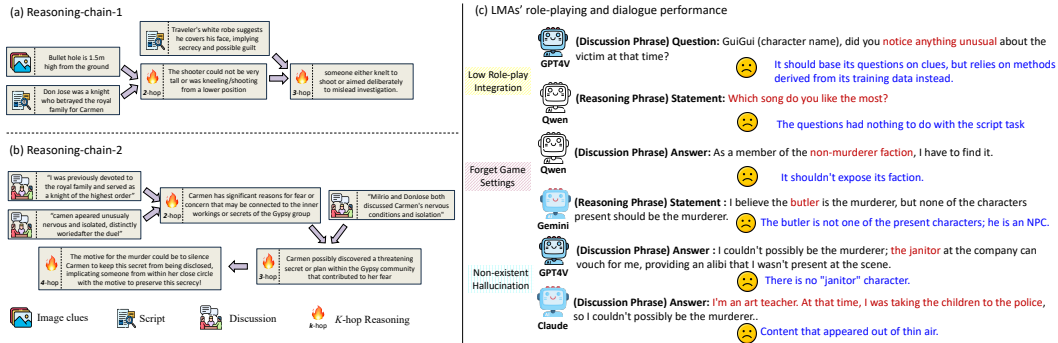 (a) Reasoning-chain-1
Bullet hole is 1.5m
high from the ground
Don Jose was a knight
who betrayed the royal
family for Carmen
Traveler's white robe suggests
he covers his face, implying
secrecy and possible guilt
The shooter could not be very
tall or was kneeling/shooting
from a lower position
2-hop
someone either knelt to
shoot or aimed deliberately
to mislead investigation.
3-hop
(b) Reasoning-chain-2
"I was previously devoted to
the royal family and served as
a knight of the highest order"
"camen apeared unusually
nervous and isolated, distinctly
worriedafter the duel"
Carmen has significant reasons for fear or
concern that may be connected to the inner
workings or secrets of the Gypsy group
2-hop
"Milrio and DonJose both
discussed Carmen's nervous
conditions and isolation"
The motive for the murder could be to silence
Carmen to keep this secret from being disclosed,
implicating someone from within her close circle
with the motive to preserve this secrecy!
4-hop
Carmen possibly discovered a threatening
secret or plan within the Gypsy community
that contributed to her fear
3-hop
Image clues
Script
Discussion
k-hop
K-hop Reasoning
(c) LMAs' role-playing and dialogue performance
Low Role-play
Integration
GPT4V
(Discussion Phrase) Question: GuiGui (character name), did you notice anything unusual about the
victim at that time?
It should base its questions on clues, but relies on methods
derived from its training data instead.
Qwen
(Reasoning Phrase) Statement: Which song do you like the most?
The questions had nothing to do with the script task
Forget Game
Settings
Qwen
(Discussion Phrase) Answer: As a member of the non-murderer faction, I have to find it.
It shouldn't expose its faction.
Gemini
(Reasoning Phrase) Statement : I believe the butler is the murderer, but none of the characters
present should be the murderer.
The butler is not one of the present characters; he is an NPC.
Non-existent
Hallucination
GPT4V
(Discussion Phrase) Answer : I couldn't possibly be the murderer; the janitor at the company can
vouch for me, providing an alibi that I wasn't present at the scene.
There is no "janitor" character.
Claude
(Discussion Phrase) Answer: I'm an art teacher. At that time, I was taking the children to the police,
so I couldn't possibly be the murderer..
Content that appeared out of thin air.